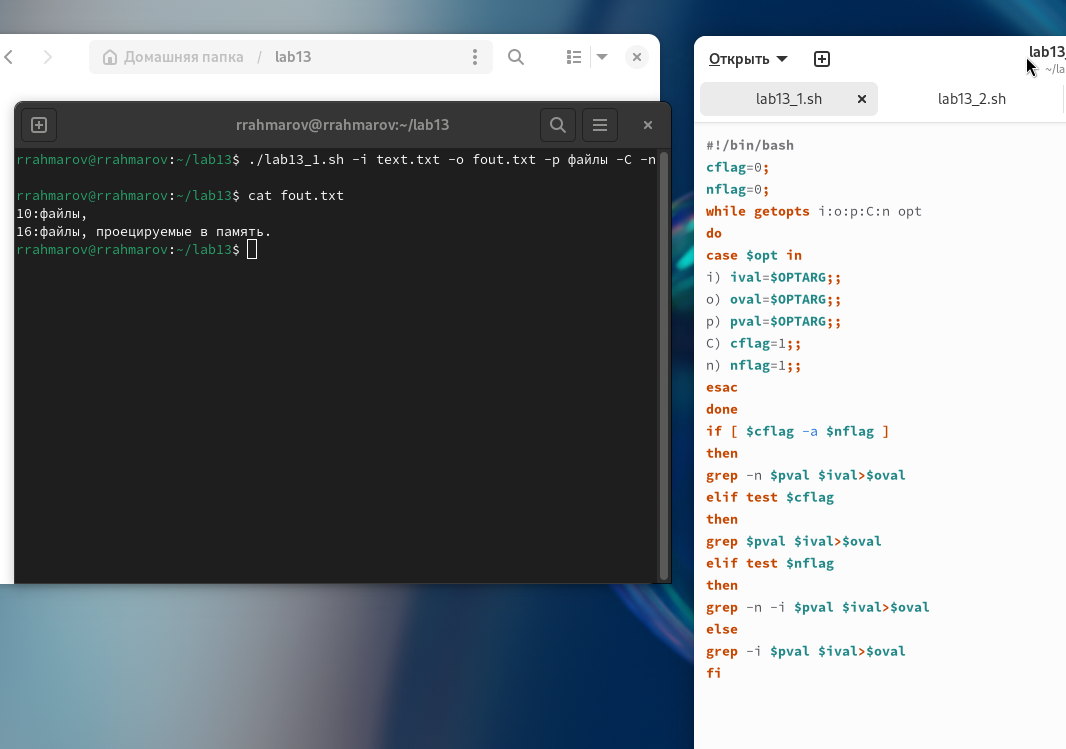 Домашняя папка / lab13
rrahmarov@rrahmarov:~/lab13
rrahmarov@rrahmarov:~/lab13$ ./lab13_1.sh -i text.txt -o fout.txt -p файлы -C -n
rrahmarov@rrahmarov:~/lab13$ cat fout.txt
10:файлы,
16:файлы, проецируемые в память.
rrahmarov@rrahmarov:~/lab13$
Открыть
lab13_
~/la
lab13_1.sh
lab13_2.sh
#!/bin/bash
cflag=0;
nflag=0;
while getopts i:o:p:C:n opt
do
case $opt in
i) ival=$OPTARG;;
o) oval=$OPTARG;;
p) pval=$OPTARG;;
C) cflag=1;;
n) nflag=1;;
esac
done
if [ $cflag -a $nflag ]
then
grep -n $pval $ival>$oval
elif test $cflag
then
grep $pval $ival>$oval
elif test $nflag
then
grep -n -i $pval $ival>$oval
else
grep -i $pval $ival>$oval
fi